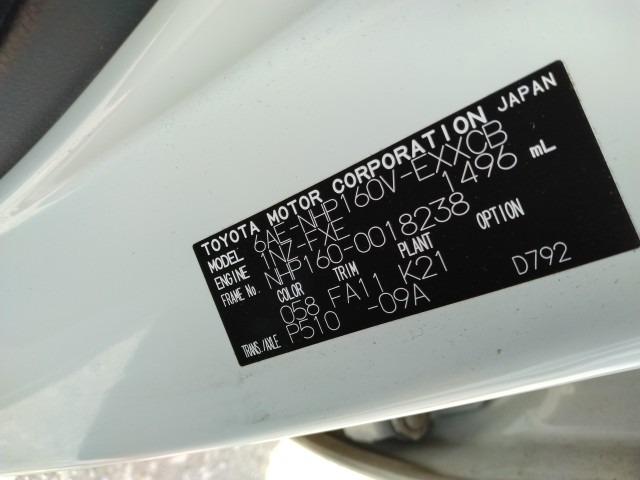 TOYOTA MOTOR CORPORATION JAPAN
MODEL 6AE-NHP160V-EXXCB
ENGINE 1NZ-FXE 1496 mL
FRAME No. NHP160-0018238
COLOR TRIM PLANT OPTION
058 FA11 K21 D792
TRANS./AXLE P510 -09A